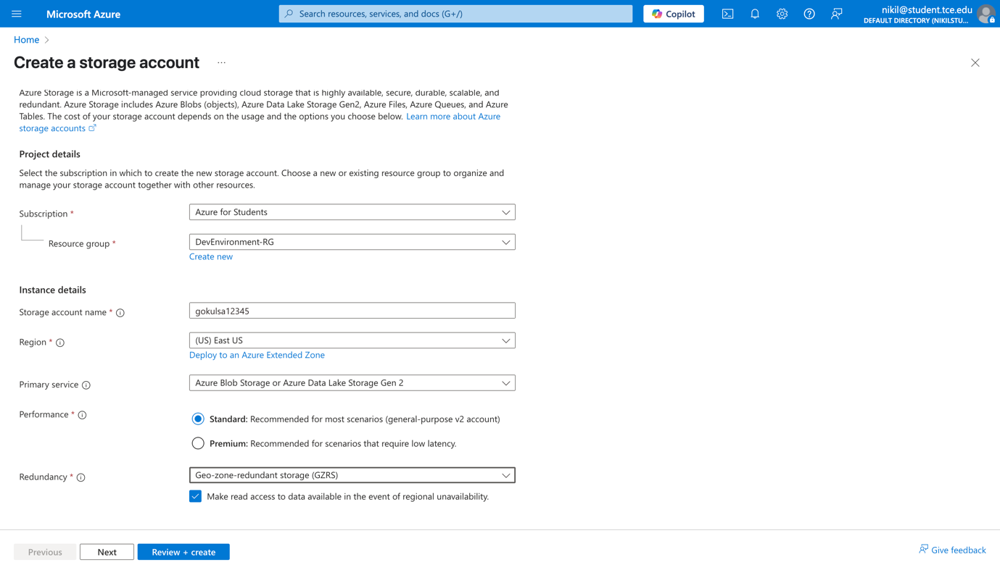 Microsoft Azure
Search resources, services, and docs (G+/)
Copilot
nikil@student.tce.edu
DEFAULT DIRECTORY (NIKILSTU...
Home
Create a storage account
...
Azure Storage is a Microsoft-managed service providing cloud storage that is highly available, secure, durable, scalable, and
redundant. Azure Storage includes Azure Blobs (objects), Azure Data Lake Storage Gen2, Azure Files, Azure Queues, and Azure
Tables. The cost of your storage account depends on the usage and the options you choose below. Learn more about Azure
storage accounts
Project details
Select the subscription in which to create the new storage account. Choose a new or existing resource group to organize and
manage your storage account together with other resources.
Subscription *
Azure for Students
Resource group *
DevEnvironment-RG
Create new
Instance details
Storage account name *
gokulsa12345
Region *
(US) East US
Deploy to an Azure Extended Zone
Primary service
Azure Blob Storage or Azure Data Lake Storage Gen 2
Performance *
Standard: Recommended for most scenarios (general-purpose v2 account)
Premium: Recommended for scenarios that require low latency.
Redundancy *
Geo-zone-redundant storage (GZRS)
Make read access to data available in the event of regional unavailability.
Previous
Next
Review + create
Give feedback